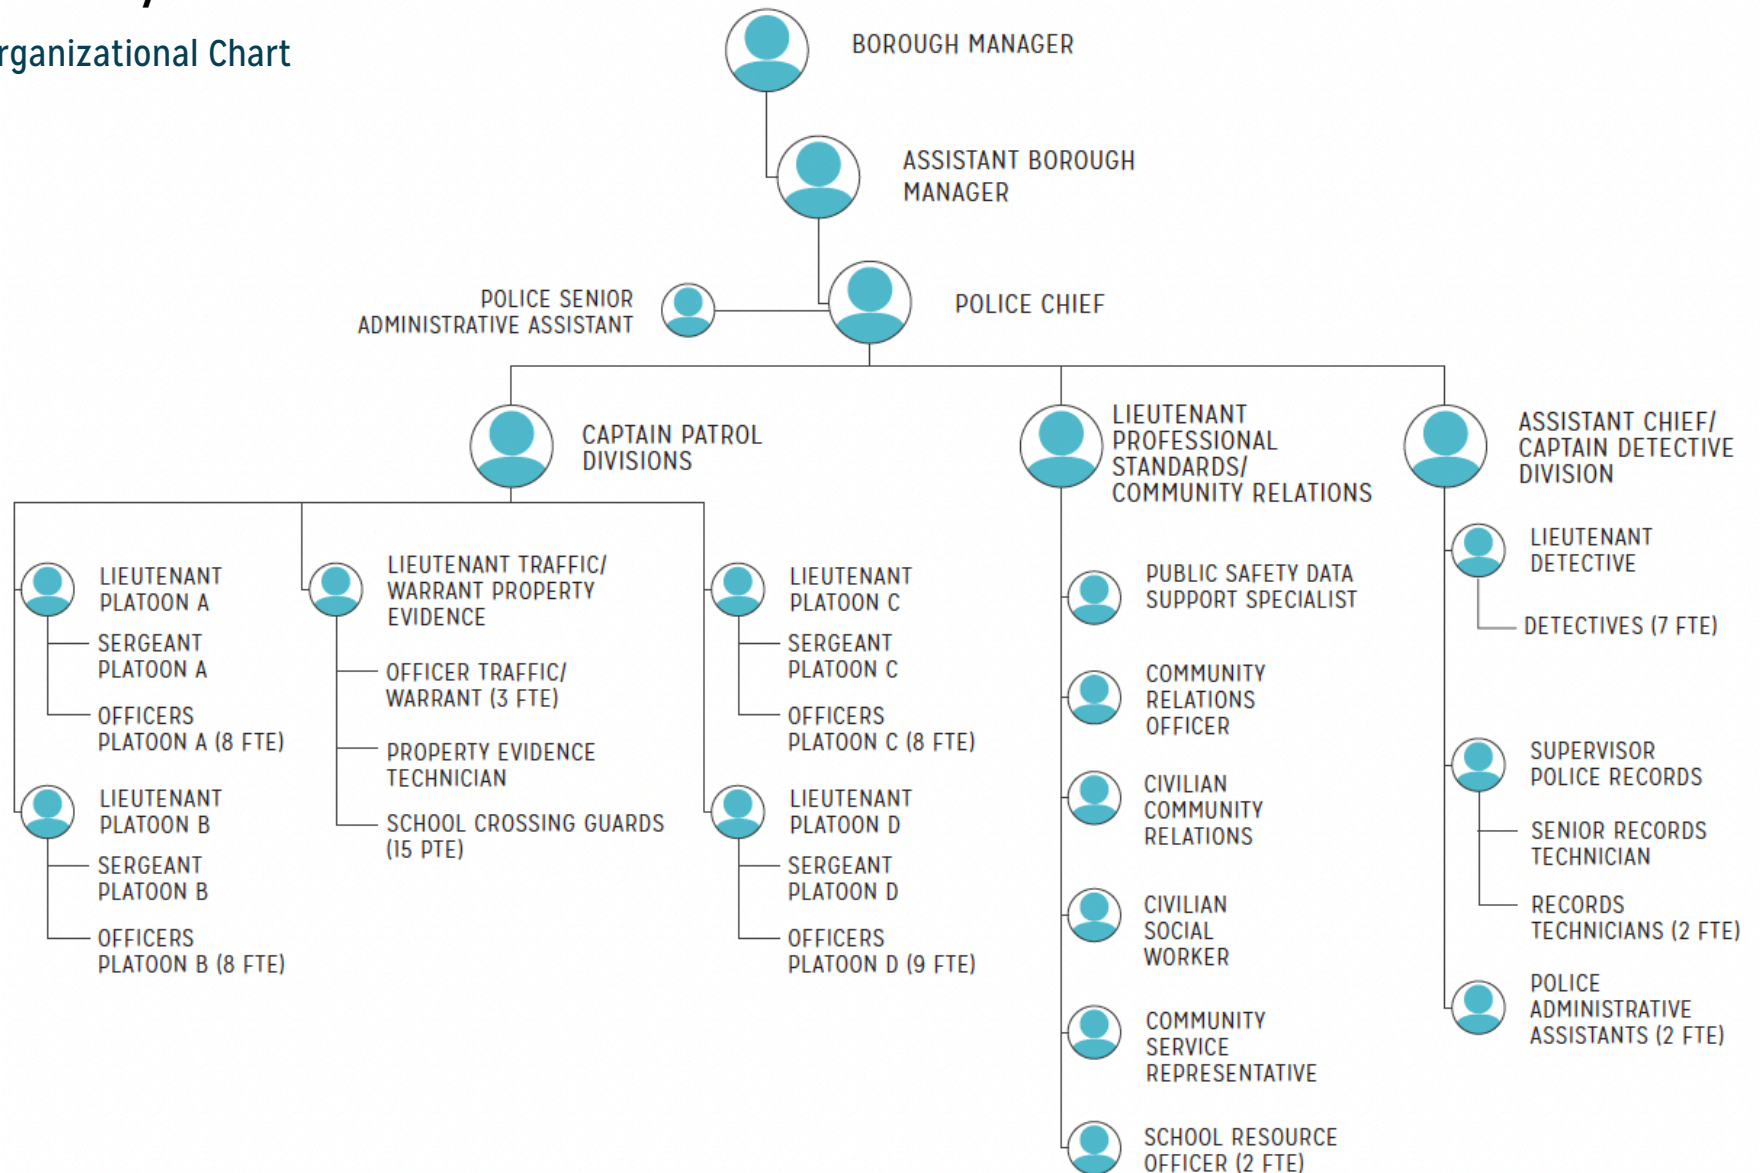 rganizational Chart
BOROUGH MANAGER
ASSISTANT BOROUGH
MANAGER
POLICE SENIOR
ADMINISTRATIVE ASSISTANT
POLICE CHIEF
CAPTAIN PATROL
DIVISIONS
LIEUTENANT
PROFESSIONAL
STANDARDS/
COMMUNITY RELATIONS
ASSISTANT CHIEF/
CAPTAIN DETECTIVE
DIVISION
LIEUTENANT
PLATOON A
SERGEANT
PLATOON A
OFFICERS
PLATOON A (8 FTE)
LIEUTENANT
PLATOON B
SERGEANT
PLATOON B
OFFICERS
PLATOON B (8 FTE)
LIEUTENANT TRAFFIC/
WARRANT PROPERTY
EVIDENCE
OFFICER TRAFFIC/
WARRANT (3 FTE)
PROPERTY EVIDENCE
TECHNICIAN
SCHOOL CROSSING GUARDS
(15 PTE)
LIEUTENANT
PLATOON C
SERGEANT
PLATOON C
OFFICERS
PLATOON C (8 FTE)
LIEUTENANT
PLATOON D
SERGEANT
PLATOON D
OFFICERS
PLATOON D (9 FTE)
PUBLIC SAFETY DATA
SUPPORT SPECIALIST
COMMUNITY
RELATIONS
OFFICER
CIVILIAN
COMMUNITY
RELATIONS
CIVILIAN
SOCIAL
WORKER
COMMUNITY
SERVICE
REPRESENTATIVE
SCHOOL RESOURCE
OFFICER (2 FTE)
LIEUTENANT
DETECTIVE
DETECTIVES (7 FTE)
SUPERVISOR
POLICE RECORDS
SENIOR RECORDS
TECHNICIAN
RECORDS
TECHNICIANS (2 FTE)
POLICE
ADMINISTRATIVE
ASSISTANTS (2 FTE)